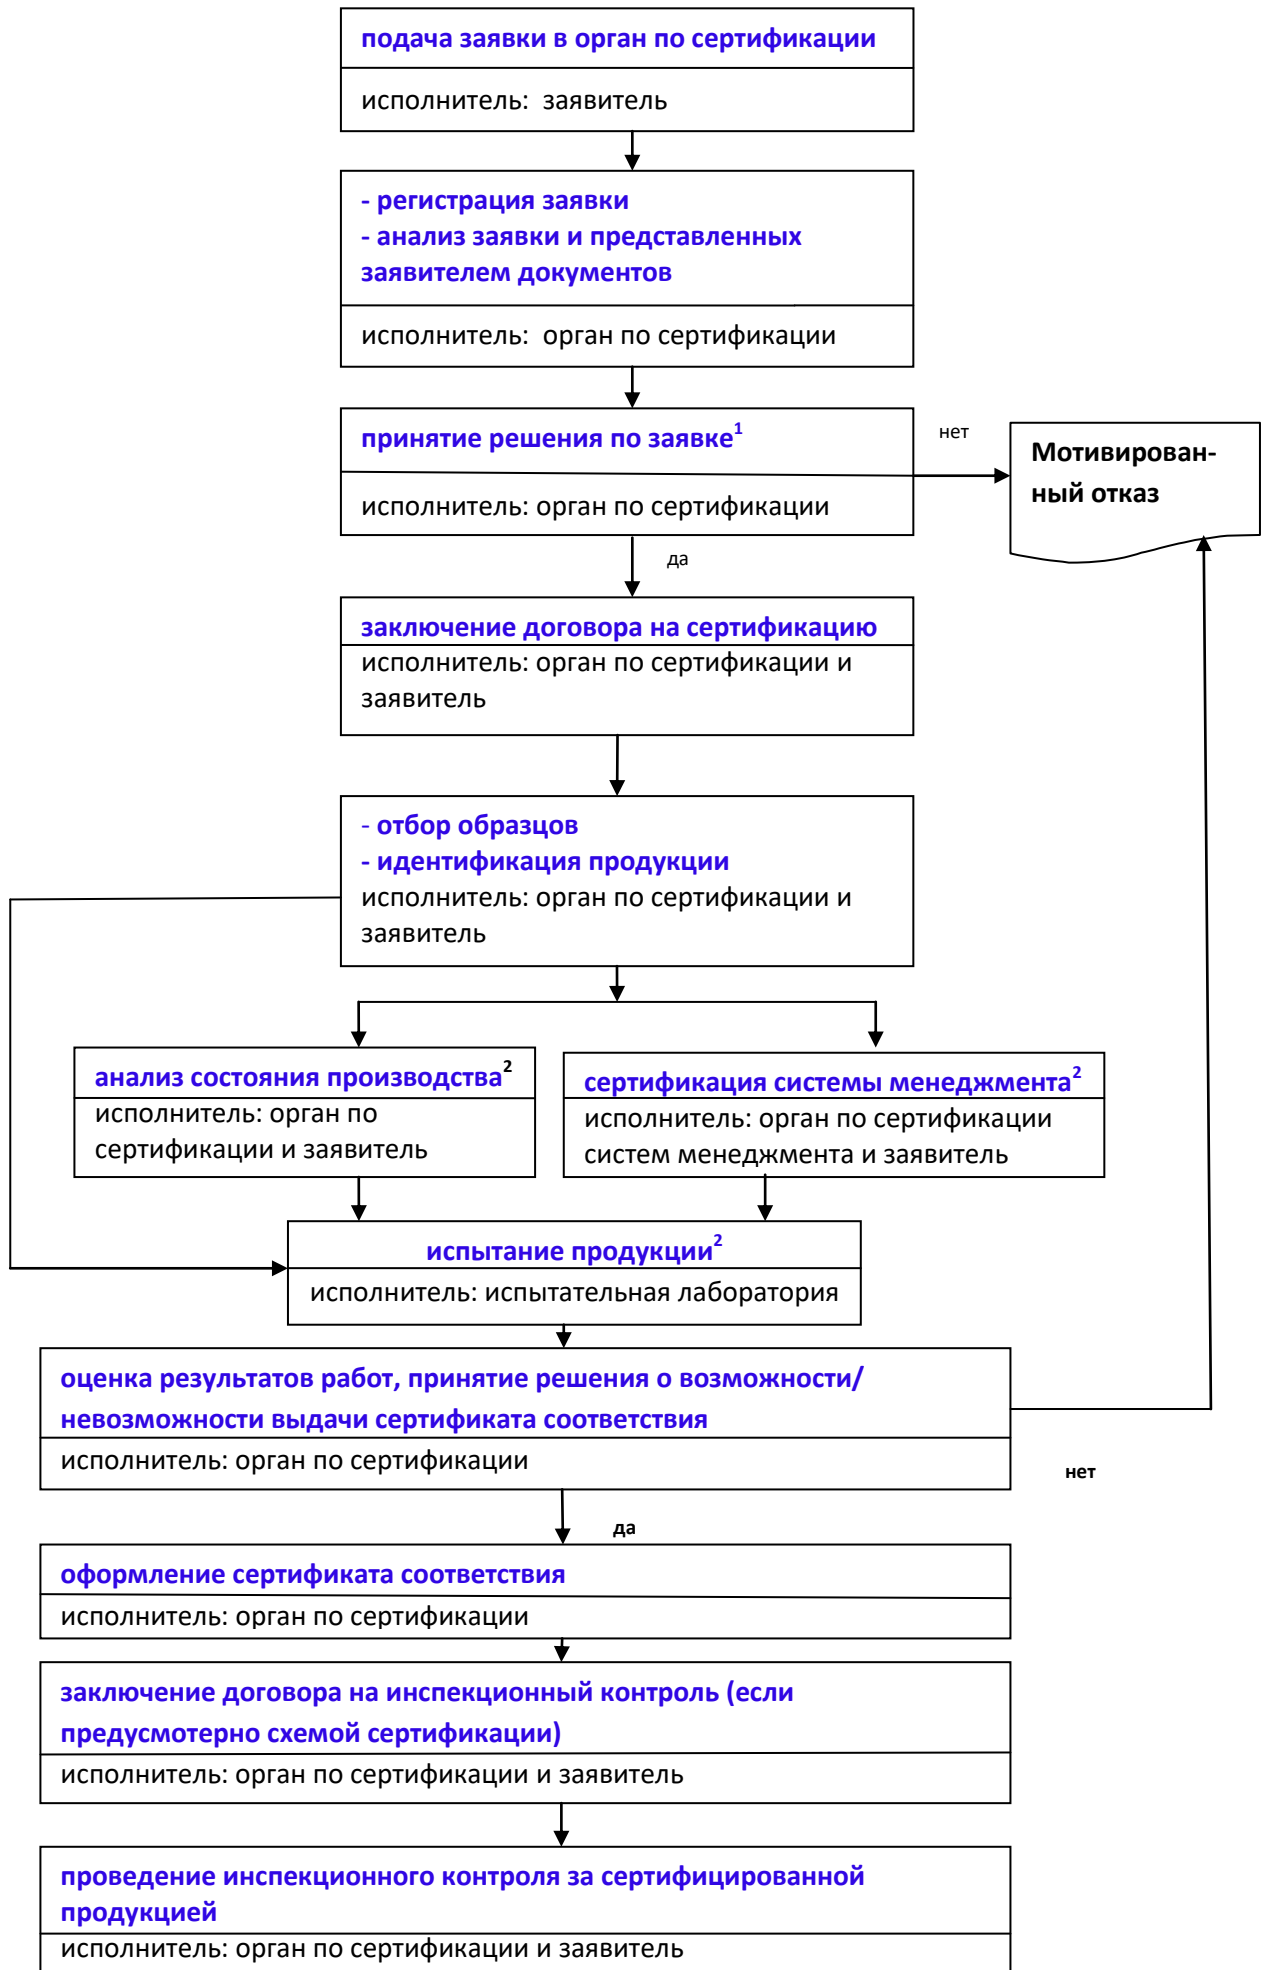 подача заявки в орган по сертификации
исполнитель: заявитель
- регистрация заявки
- анализ заявки и представленных
заявителем документов
исполнитель: орган по сертификации
принятие решения по заявке¹
нет
исполнитель: орган по сертификации
Мотивирован-
ный отказ
да
заключение договора на сертификацию
исполнитель: орган по сертификации и
заявитель
- отбор образцов
- идентификация продукции
исполнитель: орган по сертификации и
заявитель
анализ состояния производства²
исполнитель: орган по
сертификации и заявитель
сертификация системы менеджмента²
исполнитель: орган по сертификации
систем менеджмента и заявитель
испытание продукции²
исполнитель: испытательная лаборатория
оценка результатов работ, принятие решения о возможности/
невозможности выдачи сертификата соответствия
исполнитель: орган по сертификации
нет
да
оформление сертификата соответствия
исполнитель: орган по сертификации
заключение договора на инспекционный контроль (если
предусмотерно схемой сертификации)
исполнитель: орган по сертификации и заявитель
проведение инспекционного контроля за сертифицированной
продукцией
исполнитель: орган по сертификации и заявитель